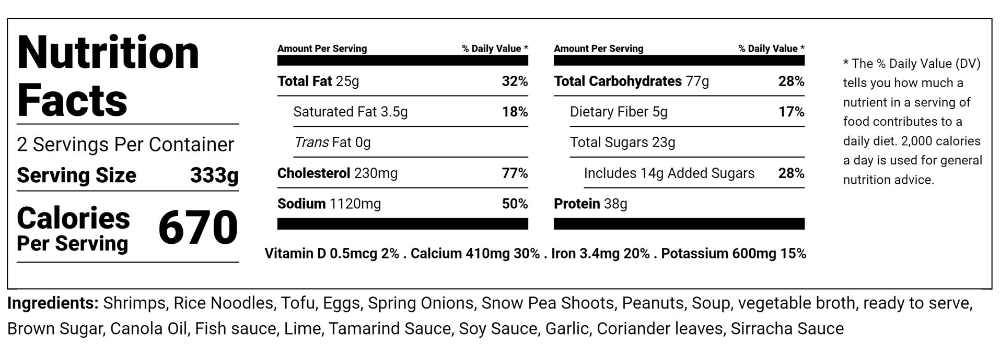 Nutrition
Facts
2 Servings Per Container
Serving Size 333g
Calories
Per Serving 670
Amount Per Serving % Daily Value *
Total Fat 25g 32%
Saturated Fat 3.5g 18%
Trans Fat 0g
Cholesterol 230mg 77%
Sodium 1120mg 50%
Amount Per Serving % Daily Value *
Total Carbohydrates 77g 28%
Dietary Fiber 5g 17%
Total Sugars 23g
Includes 14g Added Sugars 28%
Protein 38g
Vitamin D 0.5mcg 2% . Calcium 410mg 30% . Iron 3.4mg 20% . Potassium 600mg 15%
* The % Daily Value (DV)
tells you how much a
nutrient in a serving of
food contributes to a
daily diet. 2,000 calories
a day is used for general
nutrition advice.
Ingredients: Shrimps, Rice Noodles, Tofu, Eggs, Spring Onions, Snow Pea Shoots, Peanuts, Soup, vegetable broth, ready to serve,
Brown Sugar, Canola Oil, Fish sauce, Lime, Tamarind Sauce, Soy Sauce, Garlic, Coriander leaves, Sirracha Sauce